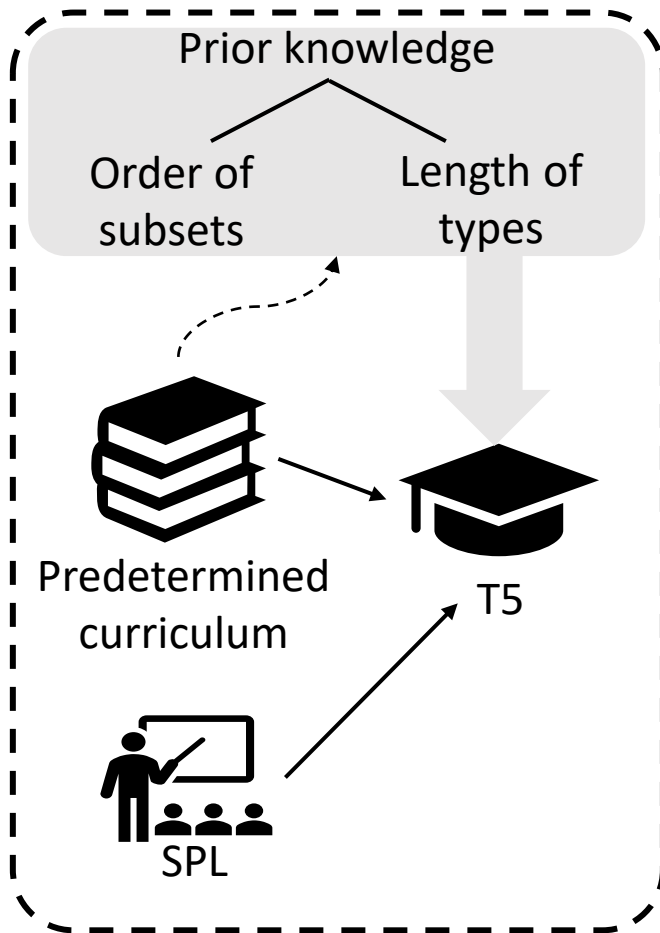 Prior knowledge
Order of
subsets
Length of
types
Predetermined
curriculum
T5
SPL